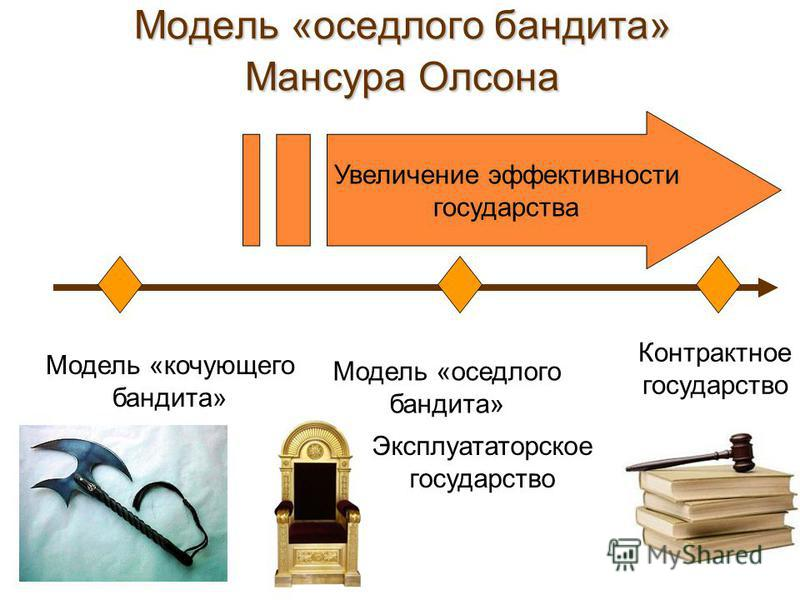 Модель «оседлого бандита»
Мансура Олсона
Увеличение эффективности
государства
Модель «кочующего
бандита»
Модель «оседлого
бандита»
Эксплуататорское
государство
Контрактное
государство
MyShared